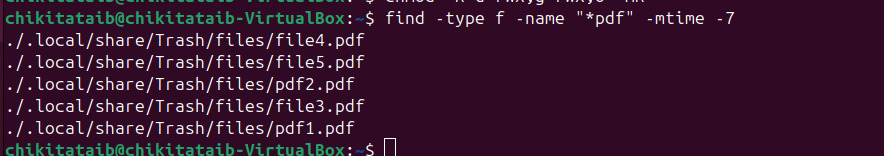 chikitataib@chikitataib-VirtualBox:~$ find -type f -name "*pdf" -mtime -7
./.local/share/Trash/files/file4.pdf
./.local/share/Trash/files/file5.pdf
./.local/share/Trash/files/pdf2.pdf
./.local/share/Trash/files/file3.pdf
./.local/share/Trash/files/pdf1.pdf
chikitataib@chikitataib-VirtualBox:~$